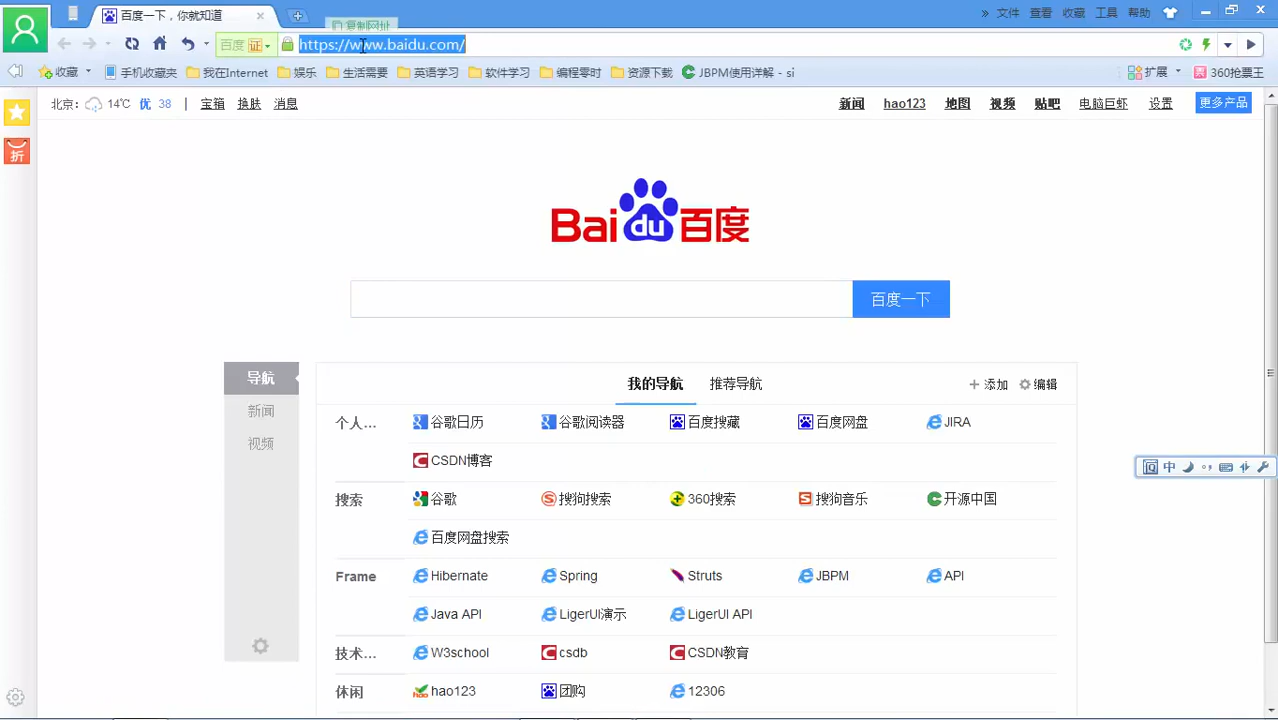 百度一下，你就知道
复制网址
» 文件 查看 收藏 工具 帮助
百度 证 https://www.baidu.com/
收藏 手机收藏夹 我在Internet 娱乐 生活需要 英语学习 软件学习 编程零时 资源下载 JBPM使用详解 - si 扩展 360抢票王
北京: 14℃ 优 38 | 宝箱 换肤 消息 新闻 hao123 地图 视频 贴吧 电脑巨虾 设置 更多产品
折
Bai du 百度
百度一下
导航
新闻
视频
我的导航 推荐导航 + 添加 编辑
个人... 谷歌日历 谷歌阅读器 百度搜藏 百度网盘 JIRA
CSDN博客
搜索 谷歌 搜狗搜索 360搜索 搜狗音乐 开源中国
百度网盘搜索
Frame Hibernate Spring Struts JBPM API
Java API LigerUI演示 LigerUI API
技术... W3school csdb CSDN教育
休闲 hao123 团购 12306
中